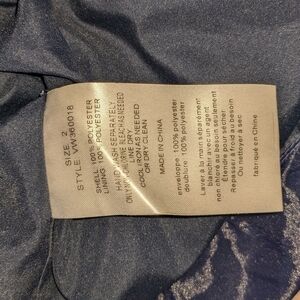 SIZE 2
STYLE VW360018
SHELL 100% POLYESTER
LINING 100% POLYESTER
HAND WASH SEPARATELY
ONLY NON-CHLORINE BLEACH AS NEEDED
LINE DRY
COOL IRON AS NEEDED
OR DRY CLEAN
MADE IN CHINA
enveloppe 100% polyester
doublure 100% polyester
Laver à la main séparément
blanchir avec un agent
non chloré au besoin seulement
Étendre pour sécher
Repasser à froid au besoin
Ou nettoyer à sec
fabriqué en Chine